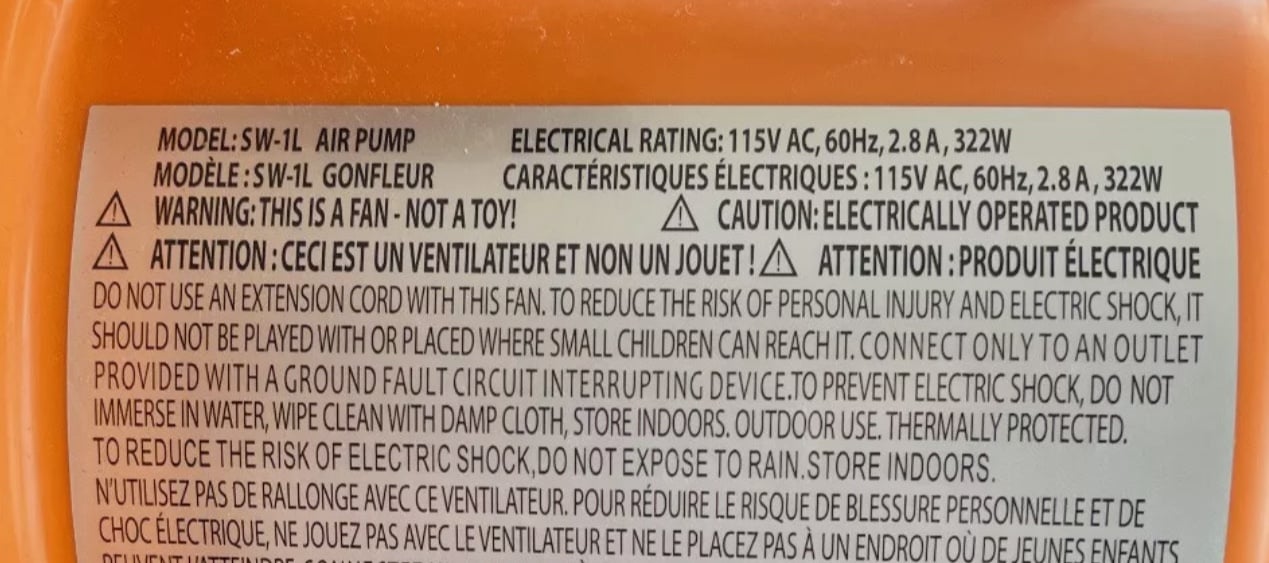 MODEL: SW-1L AIR PUMP ELECTRICAL RATING: 115V AC, 60Hz, 2.8 A, 322W
MODÈLE : SW-1L GONFLEUR CARACTÉRISTIQUES ÉLECTRIQUES : 115V AC, 60Hz, 2.8 A, 322W
⚠ WARNING: THIS IS A FAN - NOT A TOY! ⚠ CAUTION: ELECTRICALLY OPERATED PRODUCT
⚠ ATTENTION : CECI EST UN VENTILATEUR ET NON UN JOUET ! ⚠ ATTENTION : PRODUIT ÉLECTRIQUE
DO NOT USE AN EXTENSION CORD WITH THIS FAN. TO REDUCE THE RISK OF PERSONAL INJURY AND ELECTRIC SHOCK, IT
SHOULD NOT BE PLAYED WITH OR PLACED WHERE SMALL CHILDREN CAN REACH IT. CONNECT ONLY TO AN OUTLET
PROVIDED WITH A GROUND FAULT CIRCUIT INTERRUPTING DEVICE.TO PREVENT ELECTRIC SHOCK, DO NOT
IMMERSE IN WATER, WIPE CLEAN WITH DAMP CLOTH, STORE INDOORS. OUTDOOR USE. THERMALLY PROTECTED.
TO REDUCE THE RISK OF ELECTRIC SHOCK,DO NOT EXPOSE TO RAIN.STORE INDOORS.
N'UTILISEZ PAS DE RALLONGE AVEC CE VENTILATEUR. POUR RÉDUIRE LE RISQUE DE BLESSURE PERSONNELLE ET DE
CHOC ÉLECTRIQUE, NE JOUEZ PAS AVEC LE VENTILATEUR ET NE LE PLACEZ PAS À UN ENDROIT OÙ DE JEUNES ENFANTS
PEUVENT L'ATTEINDRE.